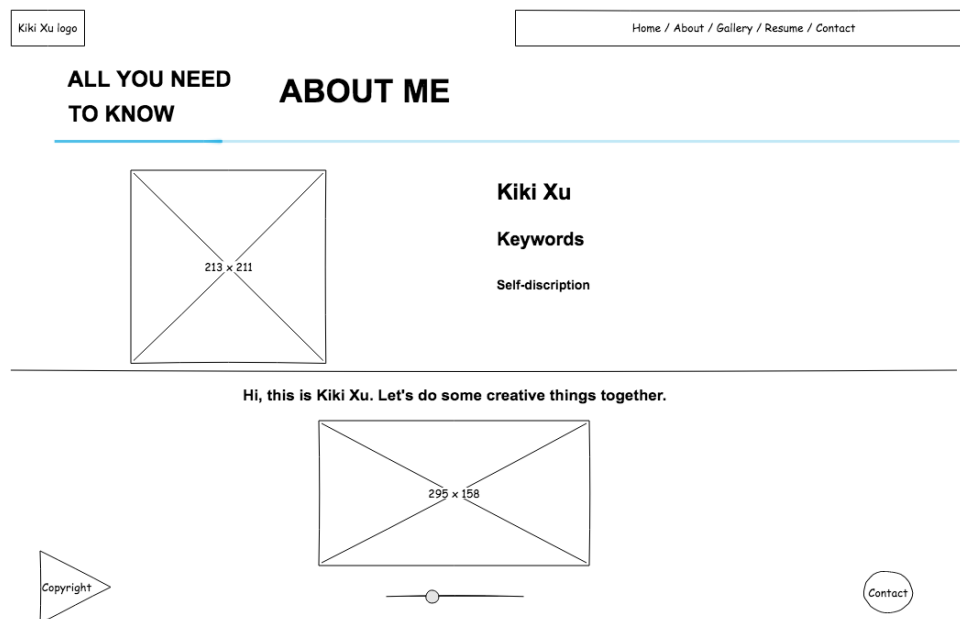 Kiki Xu logo
Home / About / Gallery / Resume / Contact
ALL YOU NEED
TO KNOW
ABOUT ME
213 x 211
Kiki Xu
Keywords
Self-discription
Hi, this is Kiki Xu. Let's do some creative things together.
295 x 158
Copyright
Contact